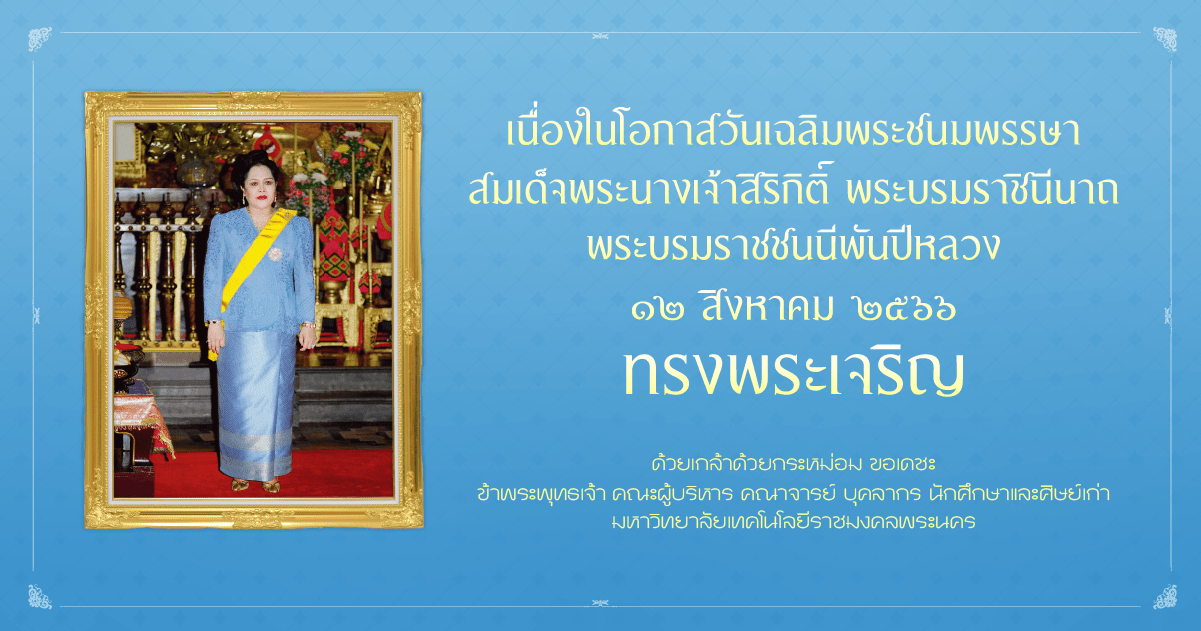 เนื่องในโอกาสวันเฉลิมพระชนมพรรษา
สมเด็จพระนางเจ้าสิริกิติ์ พระบรมราชินีนาถ
พระบรมราชชนนีพันปีหลวง
๑๒ สิงหาคม ๒๕๖๖
ทรงพระเจริญ
ด้วยเกล้าด้วยกระหม่อม ขอเดชะ
ข้าพระพุทธเจ้า คณะผู้บริหาร คณาจารย์ บุคลากร นักศึกษาและศิษย์เก่า
มหาวิทยาลัยเทคโนโลยีราชมงคลพระนคร